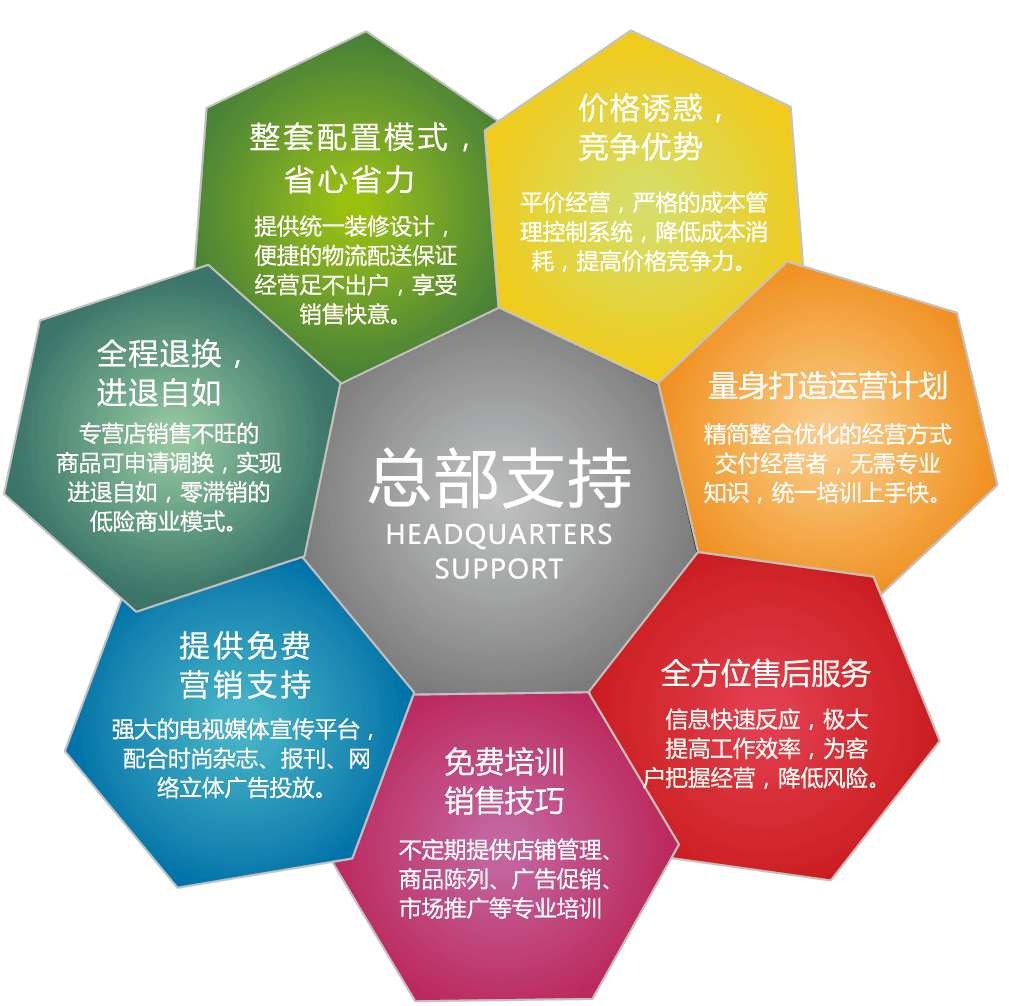 整套配置模式，
省心省力
提供统一装修设计，
便捷的物流配送保证
经营足不出户，享受
销售快意。
价格诱惑，
竞争优势
平价经营，严格的成本管
理控制系统，降低成本消
耗，提高价格竞争力。
全程退换，
进退自如
专营店销售不旺的
商品可申请调换，实现
进退自如，零滞销的
低险商业模式。
量身打造运营计划
精简整合优化的经营方式
交付经营者，无需专业
知识，统一培训上手快。
总部支持
HEADQUARTERS
SUPPORT
提供免费
营销支持
强大的电视媒体宣传平台，
配合时尚杂志、报刊、网
络立体广告投放。
全方位售后服务
信息快速反应，极大
提高工作效率，为客
户把握经营，降低风险。
免费培训
销售技巧
不定期提供店铺管理、
商品陈列、广告促销、
市场推广等专业培训